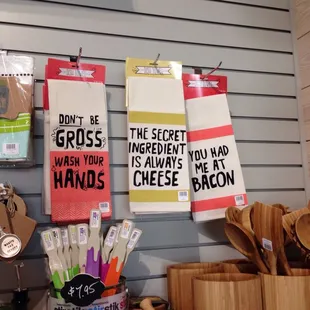 DON'T BE
GROSS
WASH YOUR
HANDS
THE SECRET
INGREDIENT
IS ALWAYS
CHEESE
YOU HAD
ME AT
BACON
$7.95